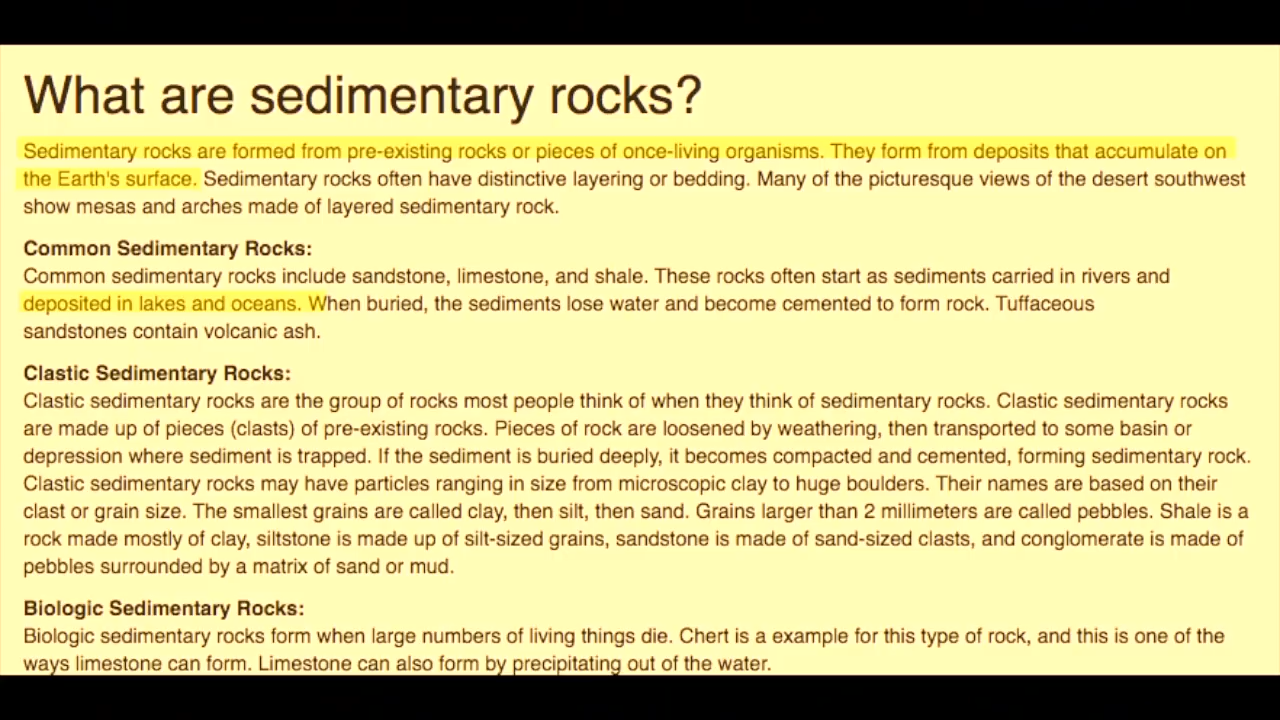 What are sedimentary rocks?
Sedimentary rocks are formed from pre-existing rocks or pieces of once-living organisms. They form from deposits that accumulate on
the Earth's surface. Sedimentary rocks often have distinctive layering or bedding. Many of the picturesque views of the desert southwest
show mesas and arches made of layered sedimentary rock.
Common Sedimentary Rocks:
Common sedimentary rocks include sandstone, limestone, and shale. These rocks often start as sediments carried in rivers and
deposited in lakes and oceans. When buried, the sediments lose water and become cemented to form rock. Tuffaceous
sandstones contain volcanic ash.
Clastic Sedimentary Rocks:
Clastic sedimentary rocks are the group of rocks most people think of when they think of sedimentary rocks. Clastic sedimentary rocks
are made up of pieces (clasts) of pre-existing rocks. Pieces of rock are loosened by weathering, then transported to some basin or
depression where sediment is trapped. If the sediment is buried deeply, it becomes compacted and cemented, forming sedimentary rock.
Clastic sedimentary rocks may have particles ranging in size from microscopic clay to huge boulders. Their names are based on their
clast or grain size. The smallest grains are called clay, then silt, then sand. Grains larger than 2 millimeters are called pebbles. Shale is a
rock made mostly of clay, siltstone is made up of silt-sized grains, sandstone is made of sand-sized clasts, and conglomerate is made of
pebbles surrounded by a matrix of sand or mud.
Biologic Sedimentary Rocks:
Biologic sedimentary rocks form when large numbers of living things die. Chert is a example for this type of rock, and this is one of the
ways limestone can form. Limestone can also form by precipitating out of the water.